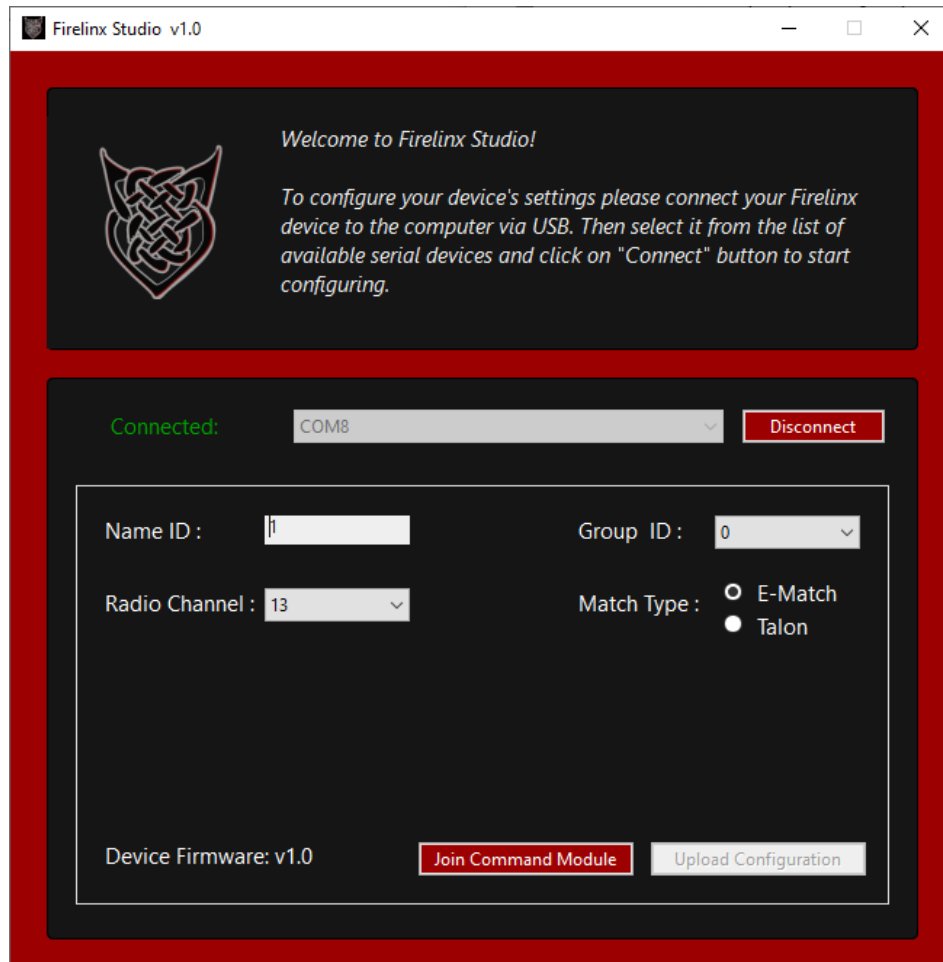 Firelinx Studio v1.0
Welcome to Firelinx Studio!
To configure your device's settings please connect your Firelinx
device to the computer via USB. Then select it from the list of
available serial devices and click on "Connect" button to start
configuring.
Connected: COM8 Disconnect
Name ID : 1 Group ID : 0
Radio Channel : 13 Match Type : E-Match
Talon
Device Firmware: v1.0 Join Command Module Upload Configuration